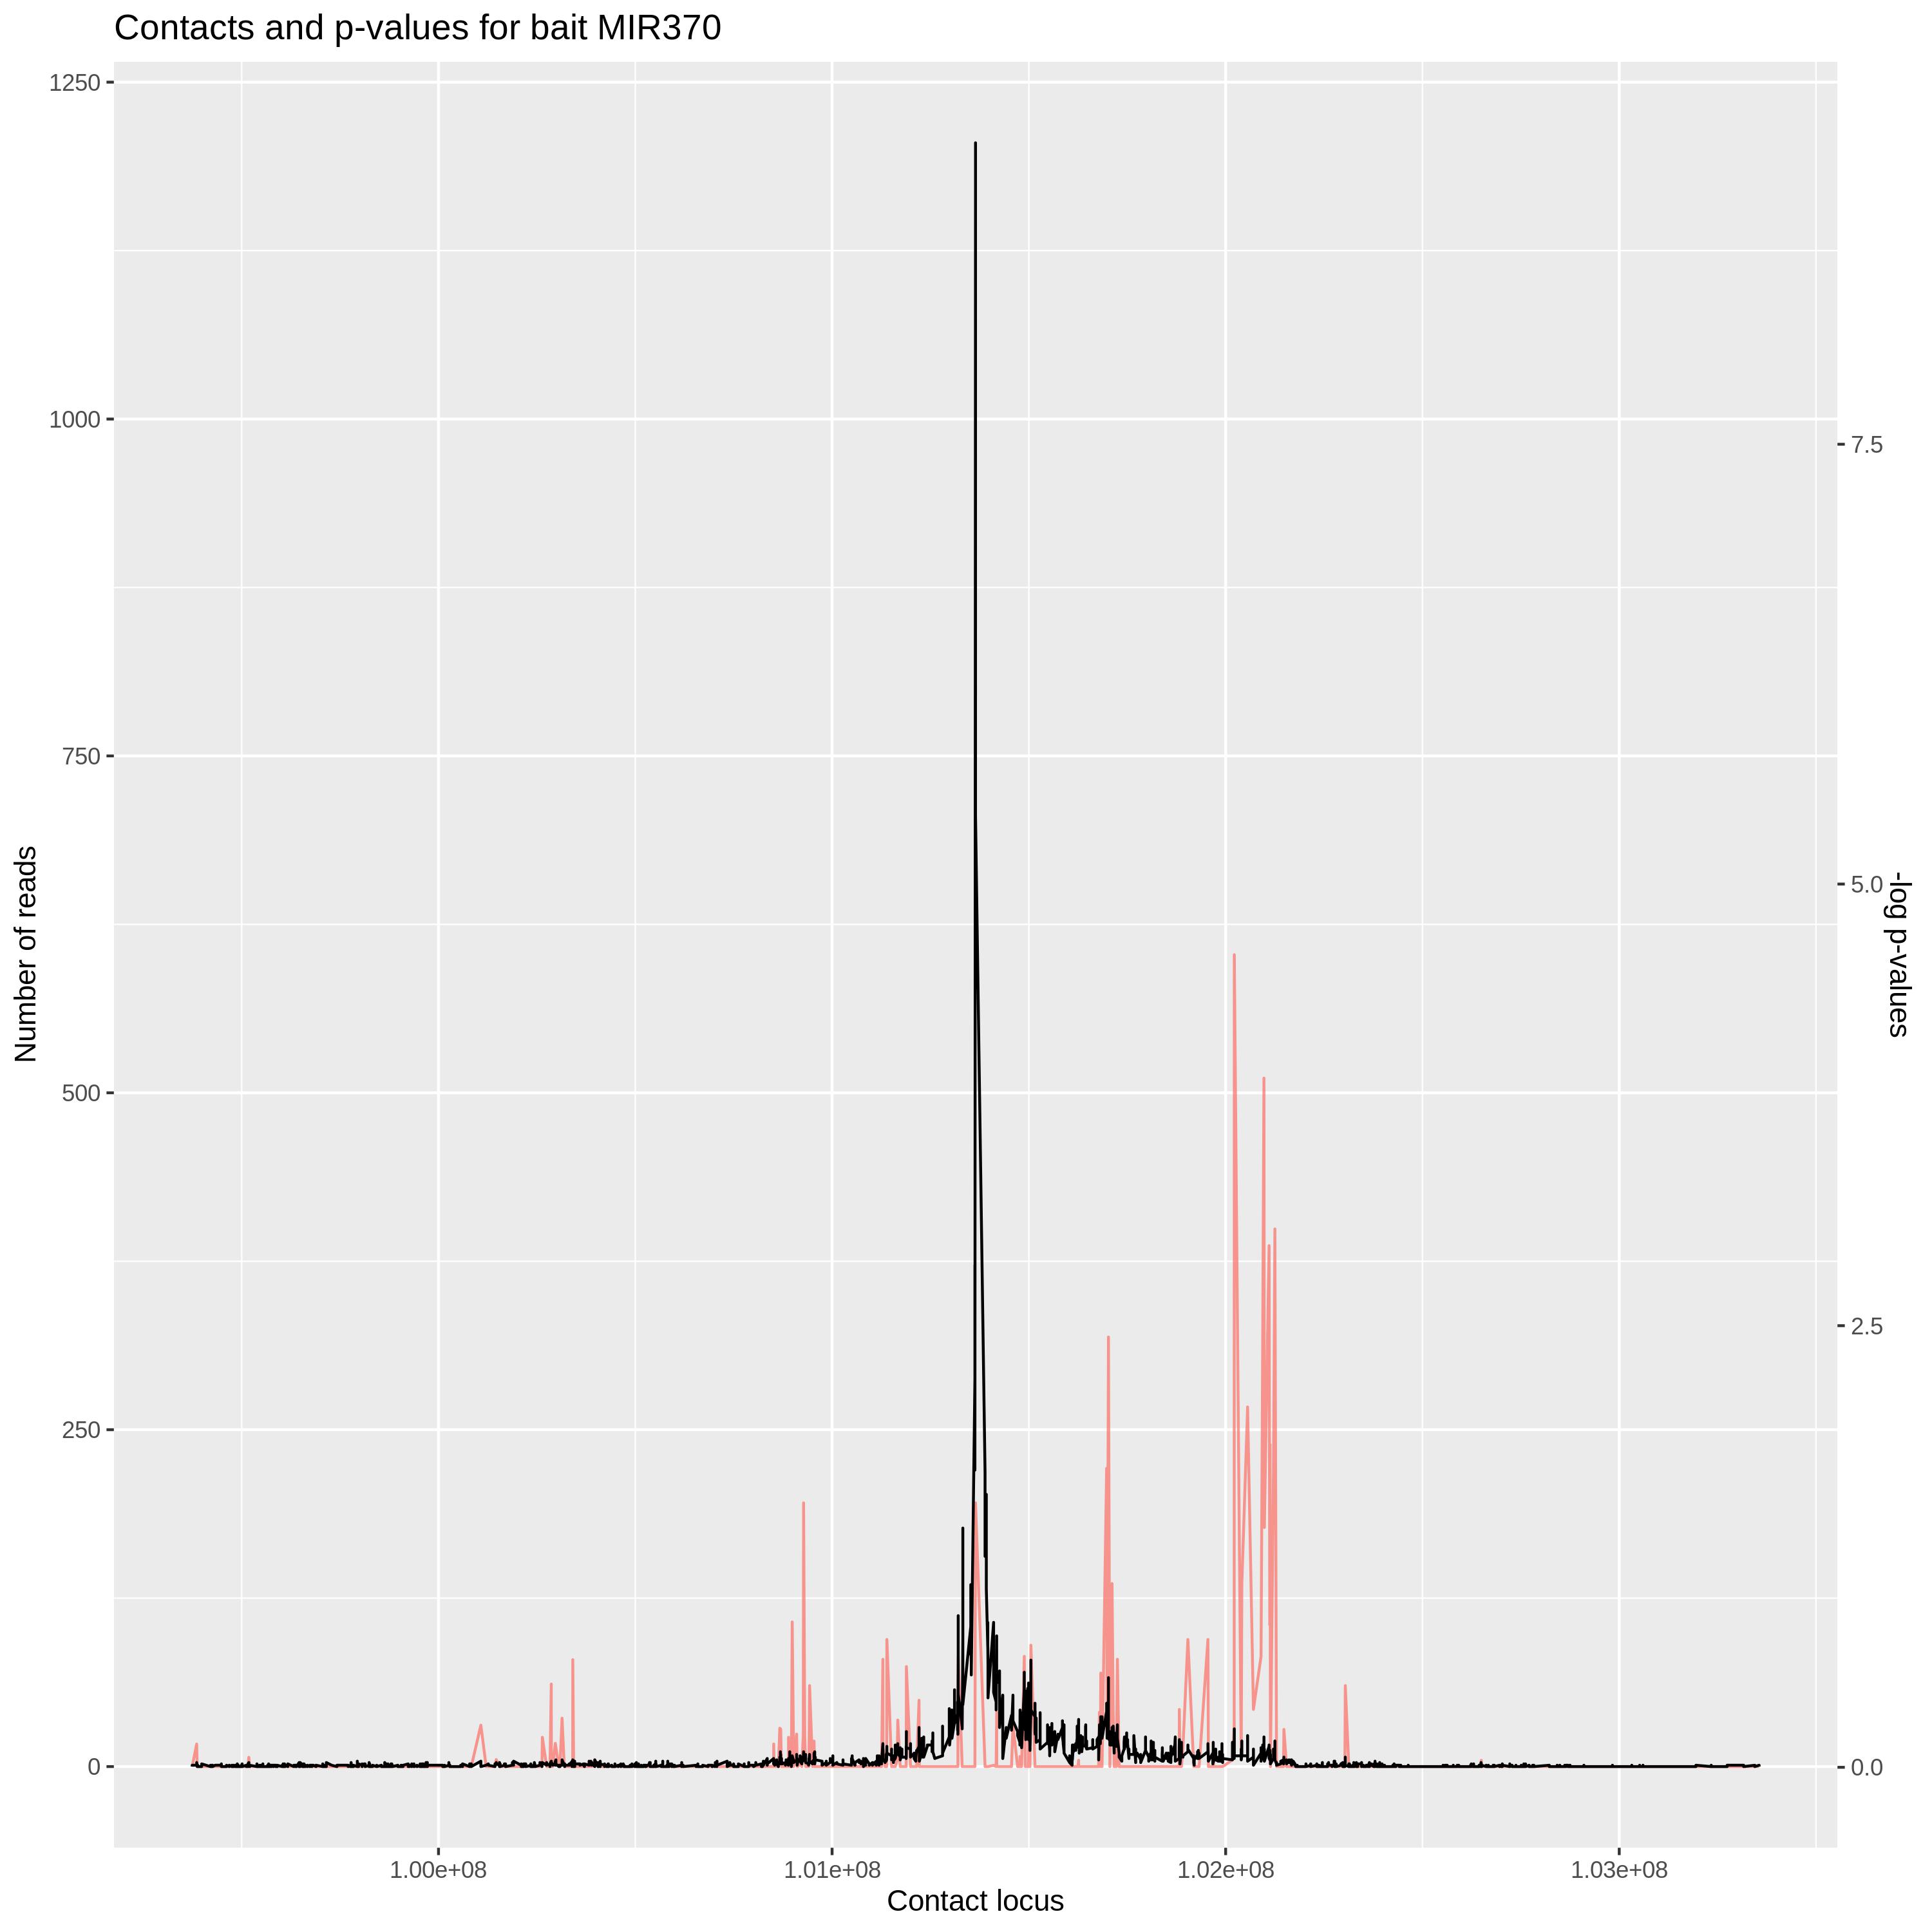 Contacts and p-values for bait MIR370
1250
1000
750
500
250
0
Number of reads
7.5
5.0
2.5
0.0
-log p-values
1.00e+08
1.01e+08
1.02e+08
1.03e+08
Contact locus